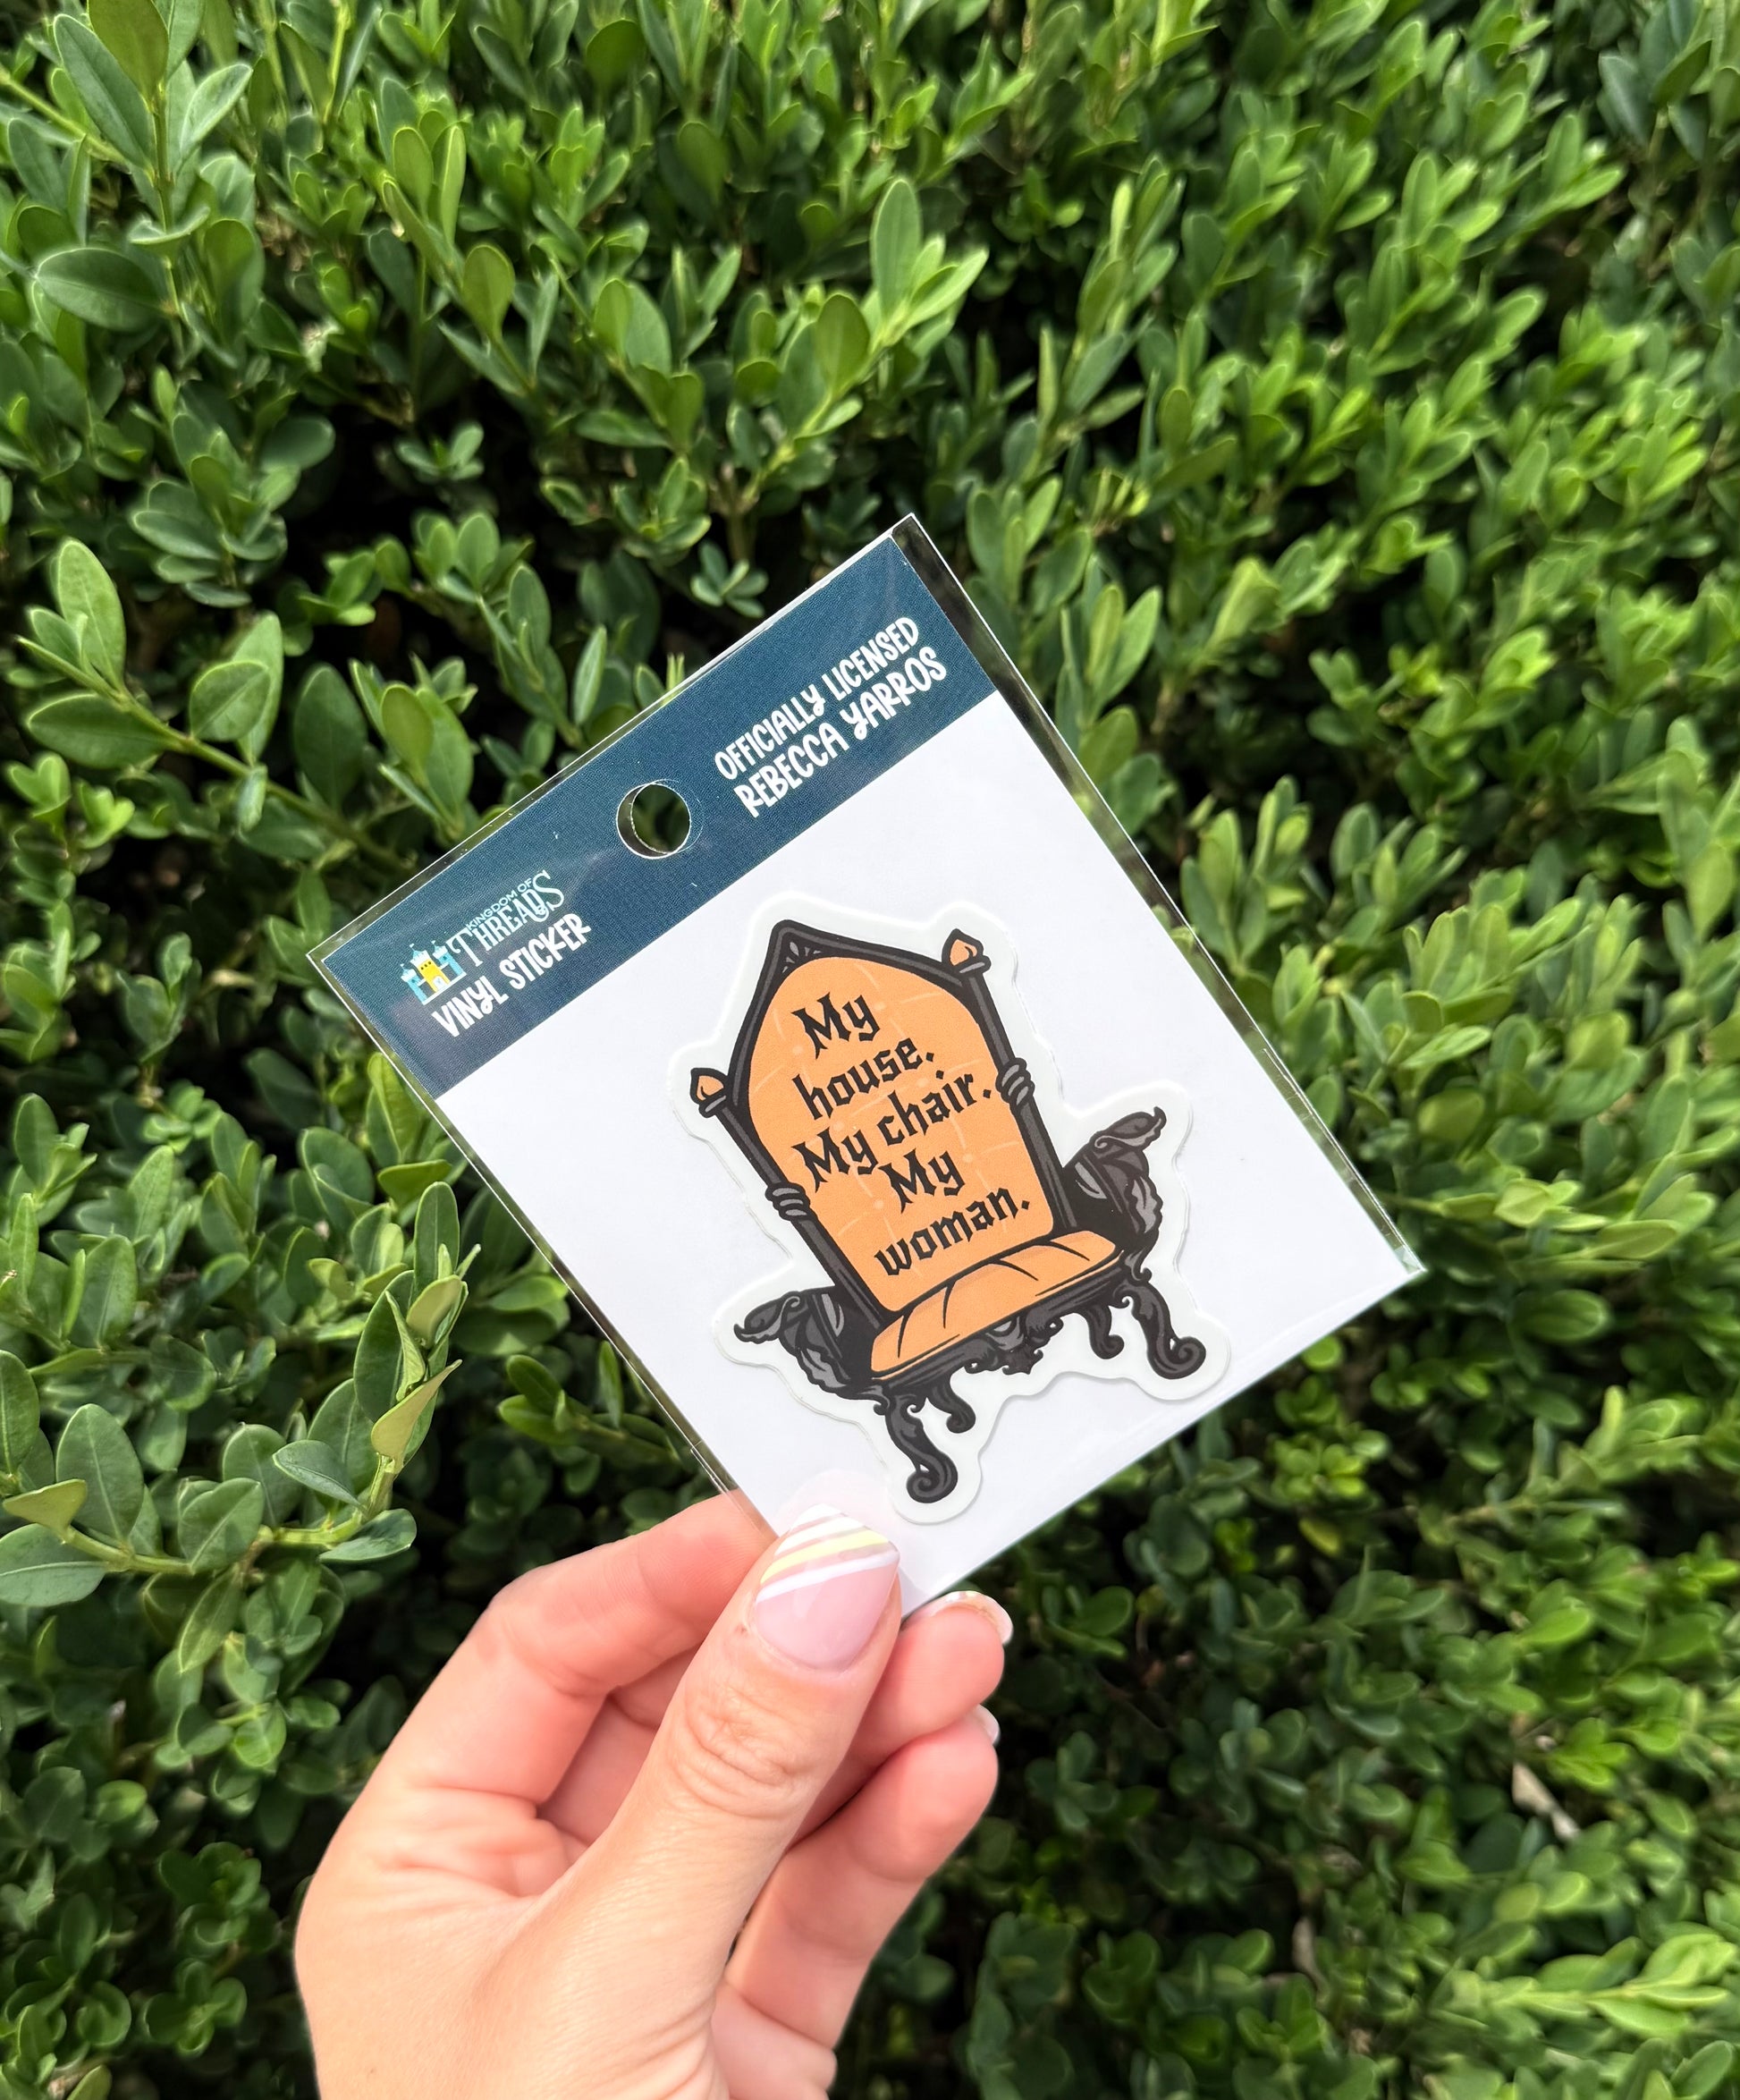 KINGDOM OF
THREADS
VINYL STICKER
OFFICIALLY LICENSED
REBECCA YARROS
My
house.
My chair.
My
woman.